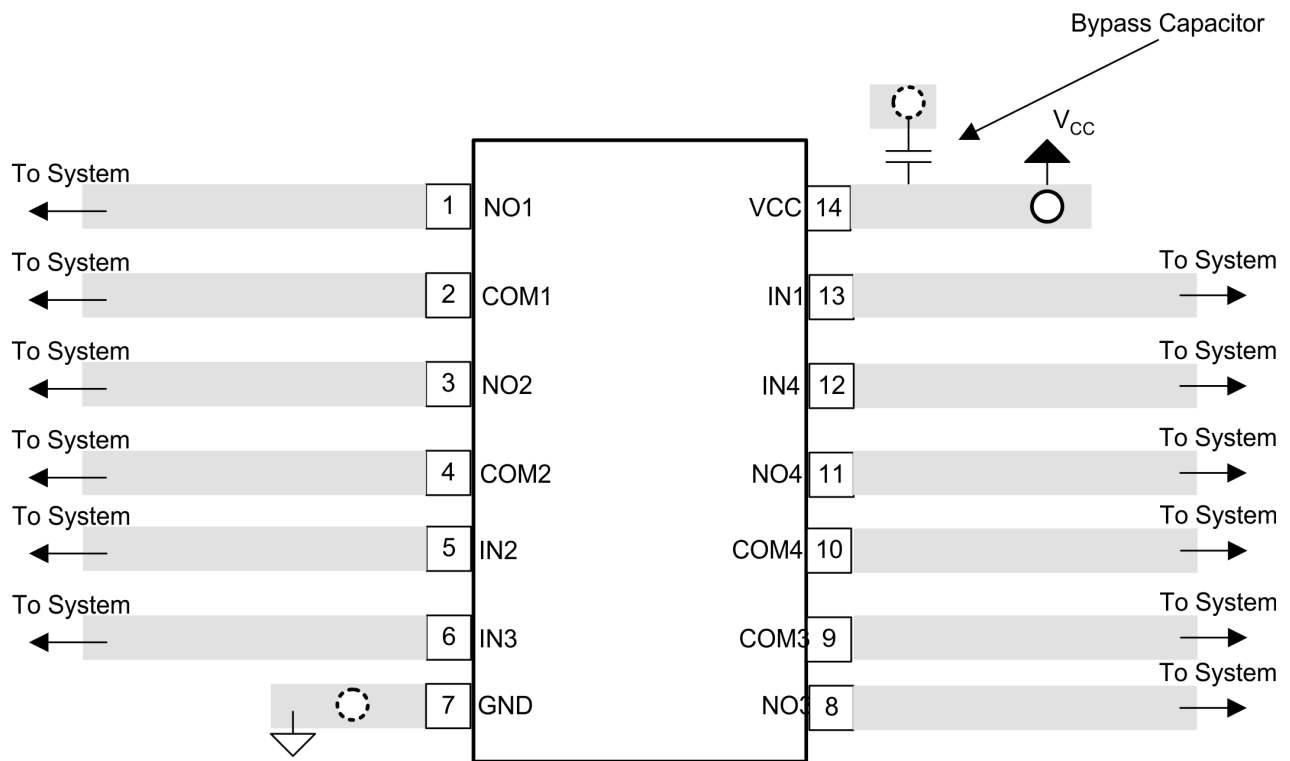 Bypass Capacitor
VCC
To System
1 NO1
VCC 14
To System
2 COM1
To System
IN1 13
To System
3 NO2
To System
IN4 12
To System
4 COM2
To System
NO4 11
To System
5 IN2
To System
COM4 10
To System
6 IN3
To System
COM3 9
7 GND
To System
NO3 8